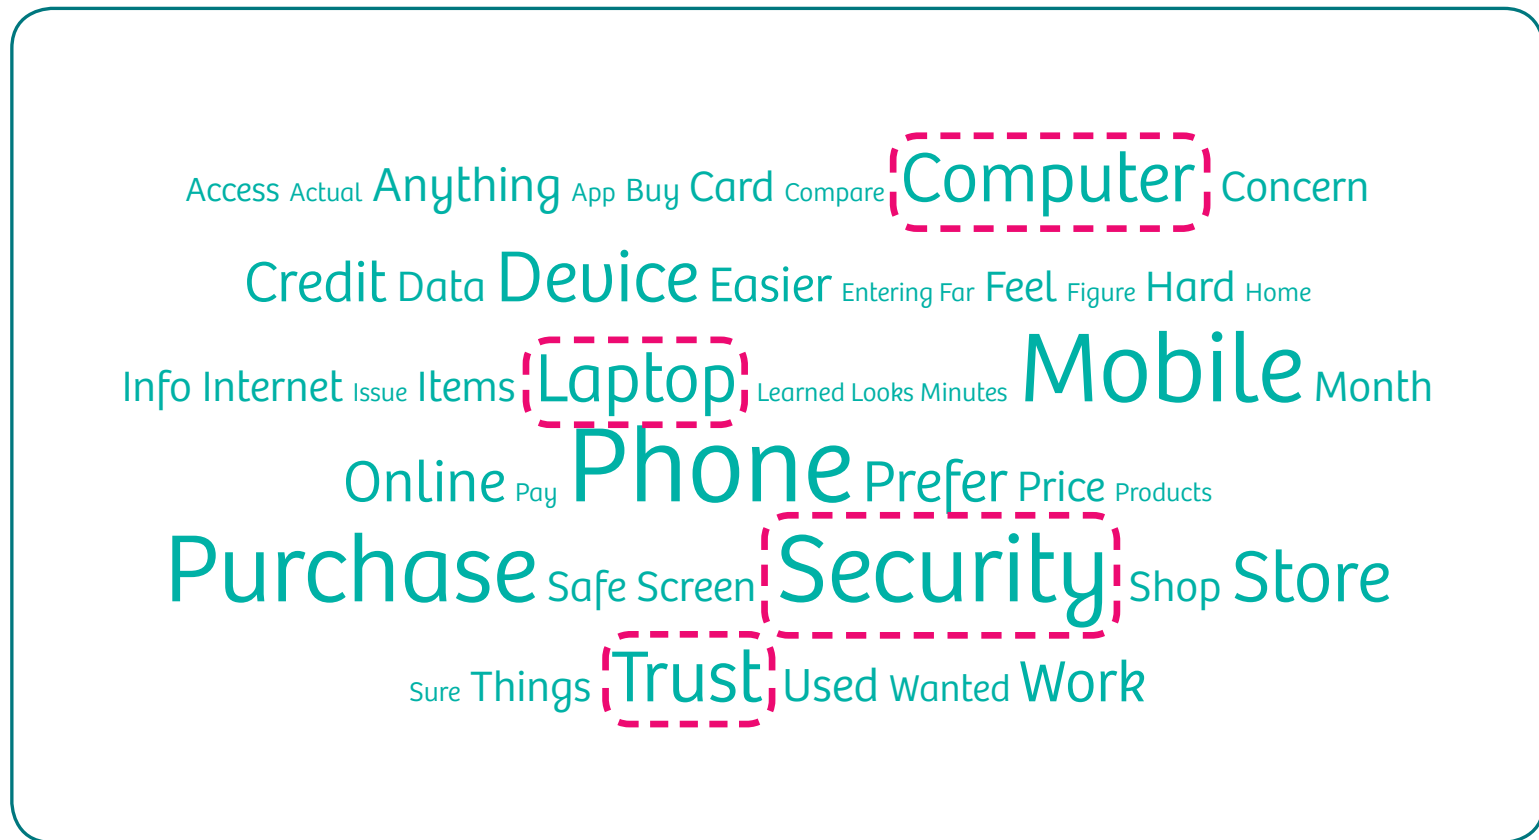 Access Actual Anything App Buy Card Compare Computer Concern
Credit Data Device Easier Entering Far Feel Figure Hard Home
Info Internet Issue Items Laptop Learned Looks Minutes Mobile Month
Online Pay Phone Prefer Price Products
Purchase Safe Screen Security Shop Store
Sure Things Trust Used Wanted Work